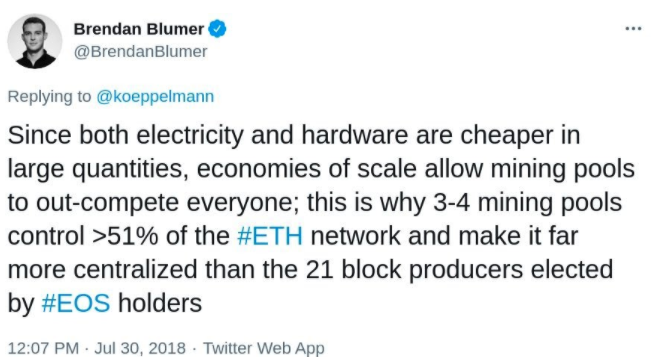 Brendan Blumer
@BrendanBlumer
Replying to @koeppelmann
Since both electricity and hardware are cheaper in
large quantities, economies of scale allow mining pools
to out-compete everyone; this is why 3-4 mining pools
control >51% of the #ETH network and make it far
more centralized than the 21 block producers elected
by #EOS holders
12:07 PM · Jul 30, 2018 · Twitter Web App